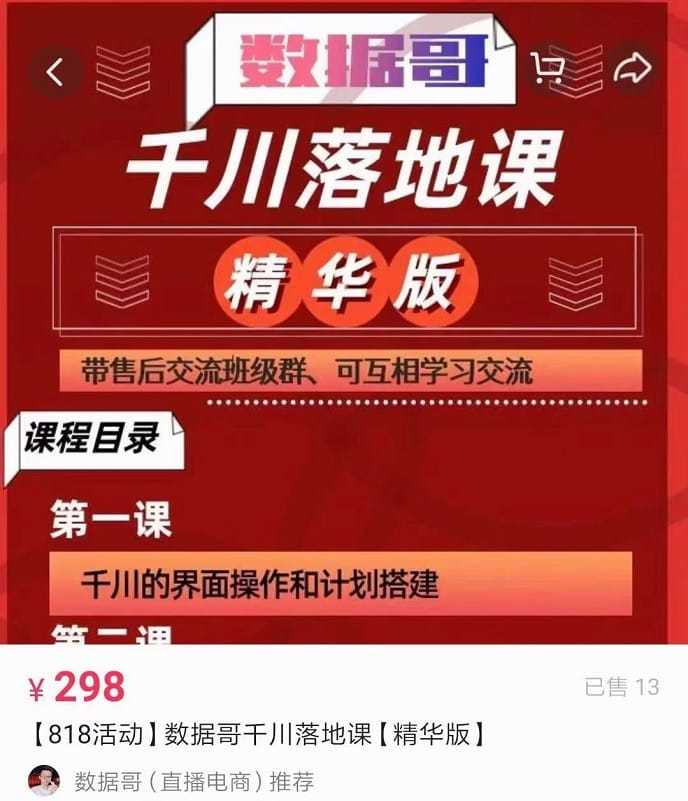 数据哥
千川落地课
精华版
带售后交流班级群、可互相学习交流
课程目录
第一课
千川的界面操作和计划搭建
第二课
¥298
已售 13
【818活动】数据哥千川落地课【精华版】
数据哥(直播电商)推荐